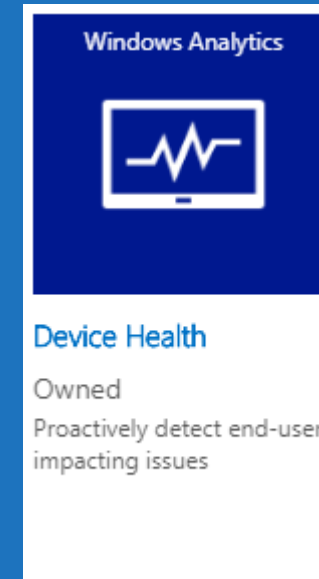 Windows Analytics
Device Health
Owned
Proactively detect end-user
impacting issues